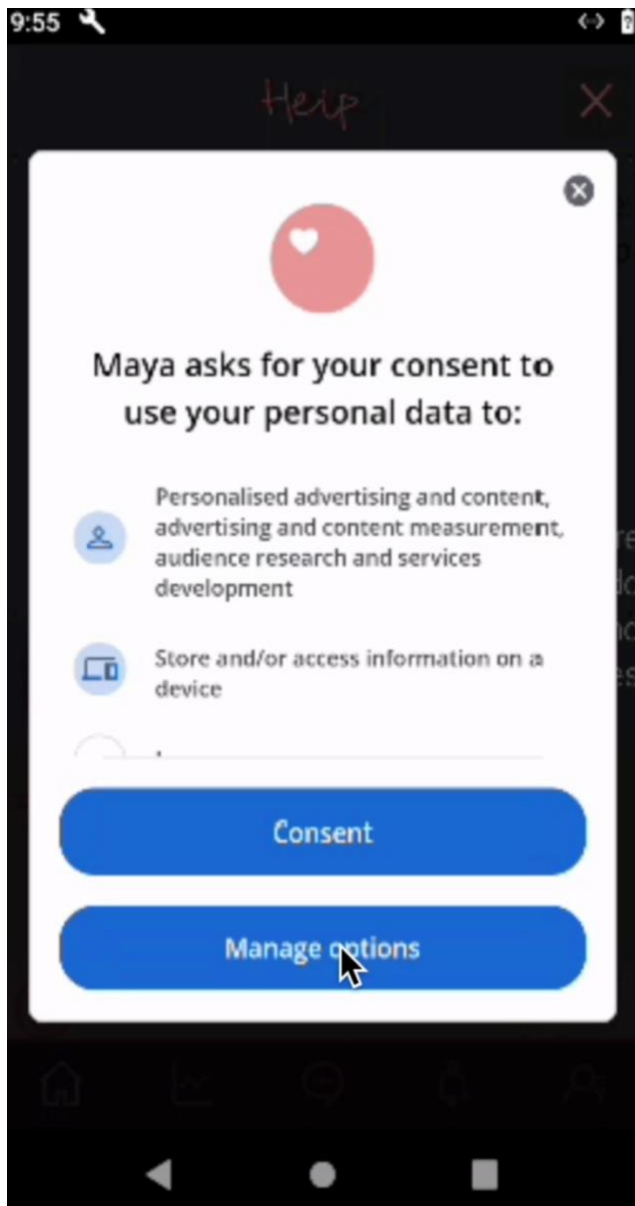 9:55
Help
Maya asks for your consent to
use your personal data to:
Personalised advertising and content,
advertising and content measurement,
audience research and services
development
Store and/or access information on a
device
Consent
Manage options